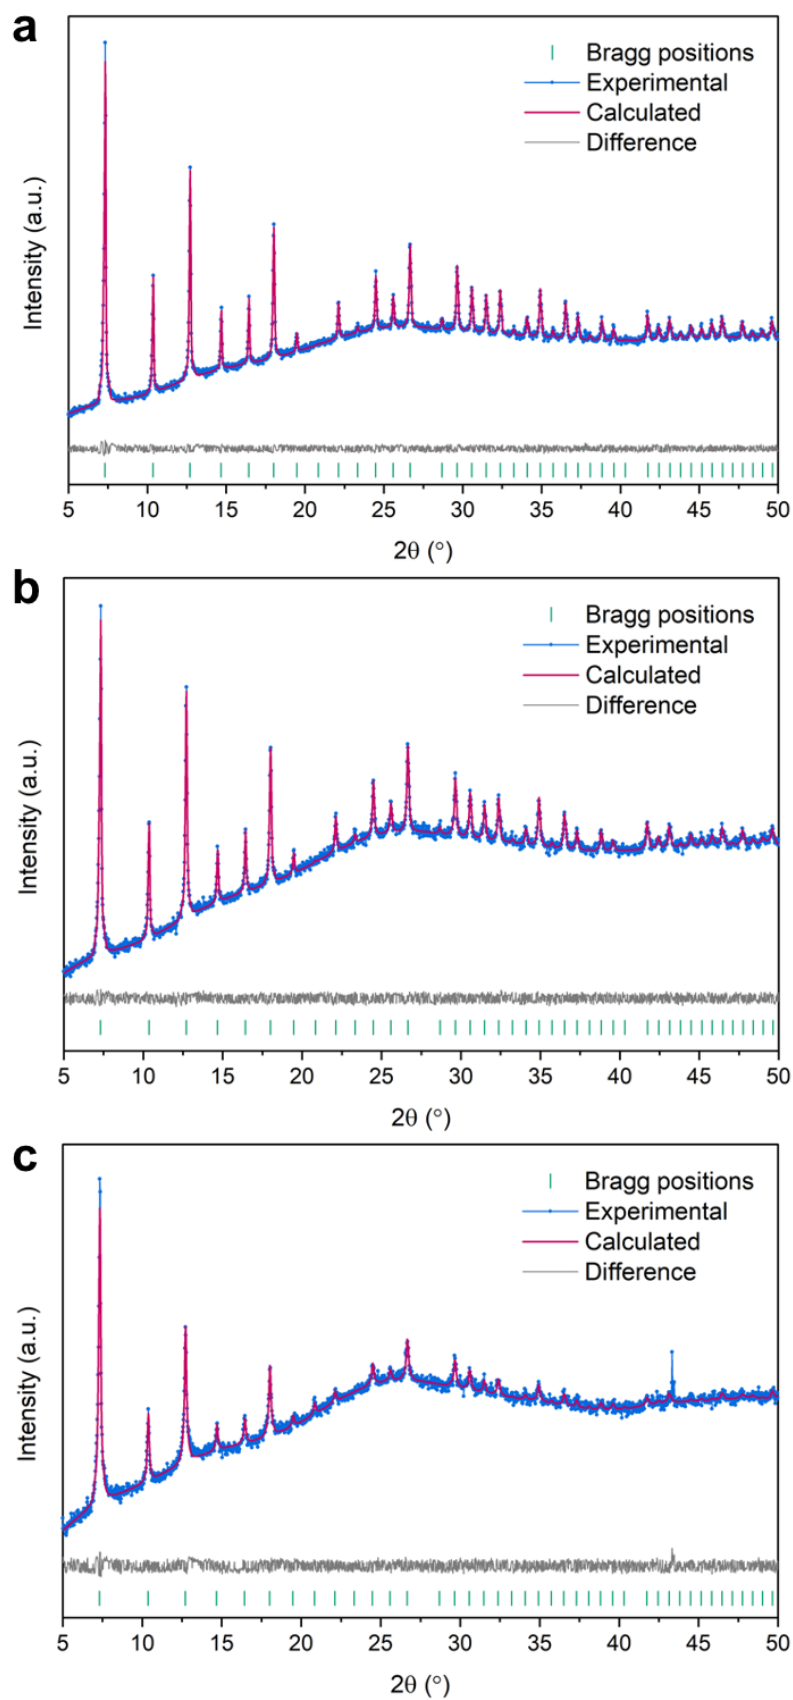 a
Bragg positions
Experimental
Calculated
Difference
Intensity (a.u.)
5 10 15 20 25 30 35 40 45 50
2θ (°)
b
Bragg positions
Experimental
Calculated
Difference
Intensity (a.u.)
5 10 15 20 25 30 35 40 45 50
2θ (°)
c
Bragg positions
Experimental
Calculated
Difference
Intensity (a.u.)
5 10 15 20 25 30 35 40 45 50
2θ (°)